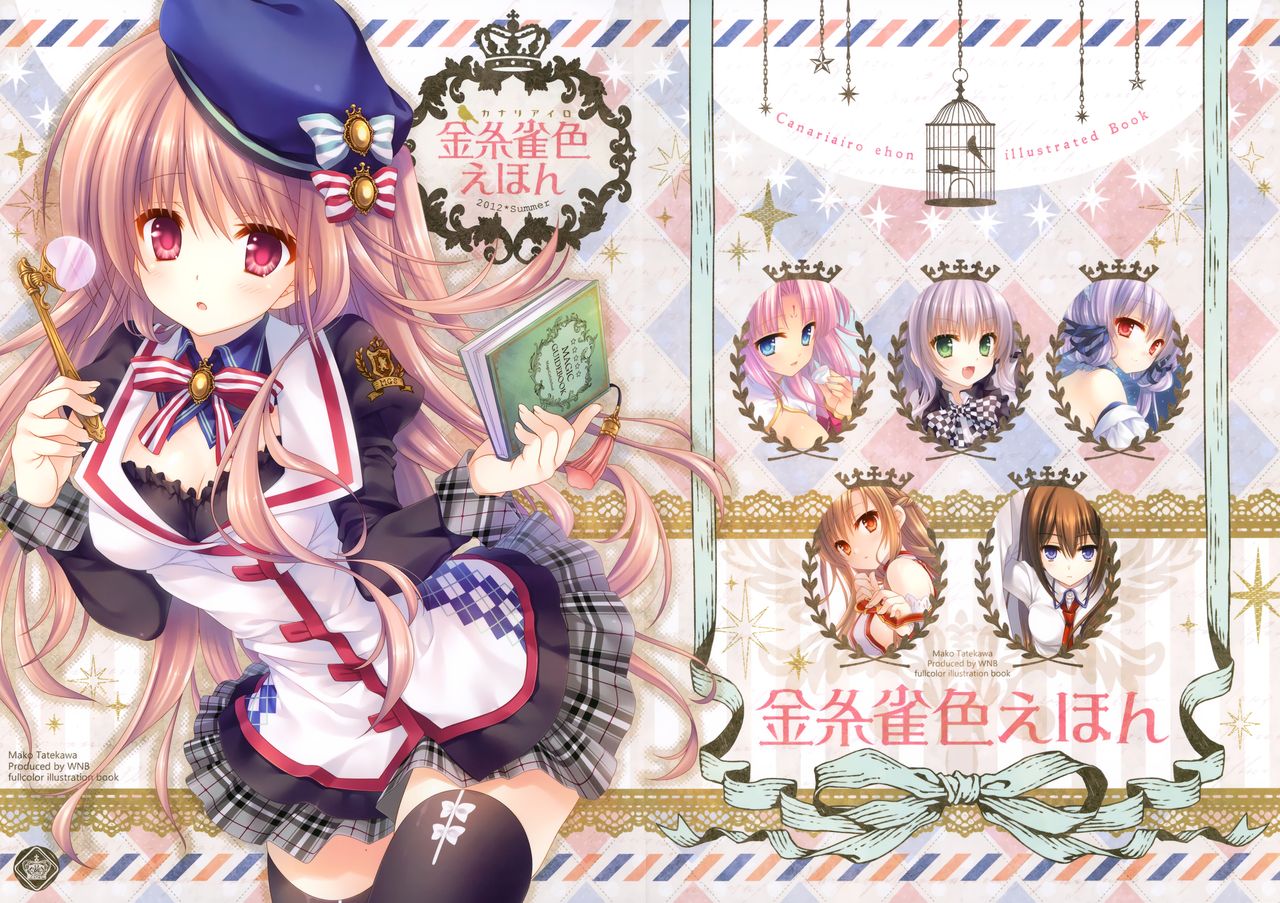 カナリアイロ
金糸雀色
えほん
2012*Summer
MAGIC
GUIDEBOOK
MGS
Mako Tatekawa
Produced by WNB
fullcolor illustration book
Canariairo ehon illustrated Book
Mako Tatekawa
Produced by WNB
fullcolor illustration book
金糸雀色えほん